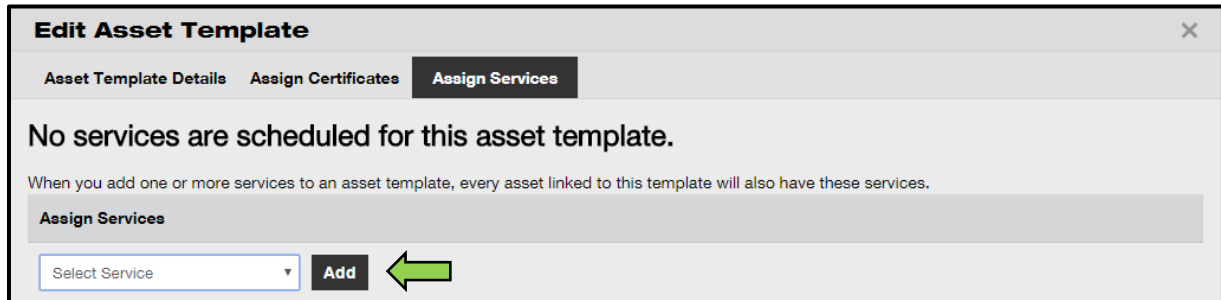 Edit Asset Template
Asset Template Details Assign Certificates Assign Services
No services are scheduled for this asset template.
When you add one or more services to an asset template, every asset linked to this template will also have these services.
Assign Services
Select Service Add